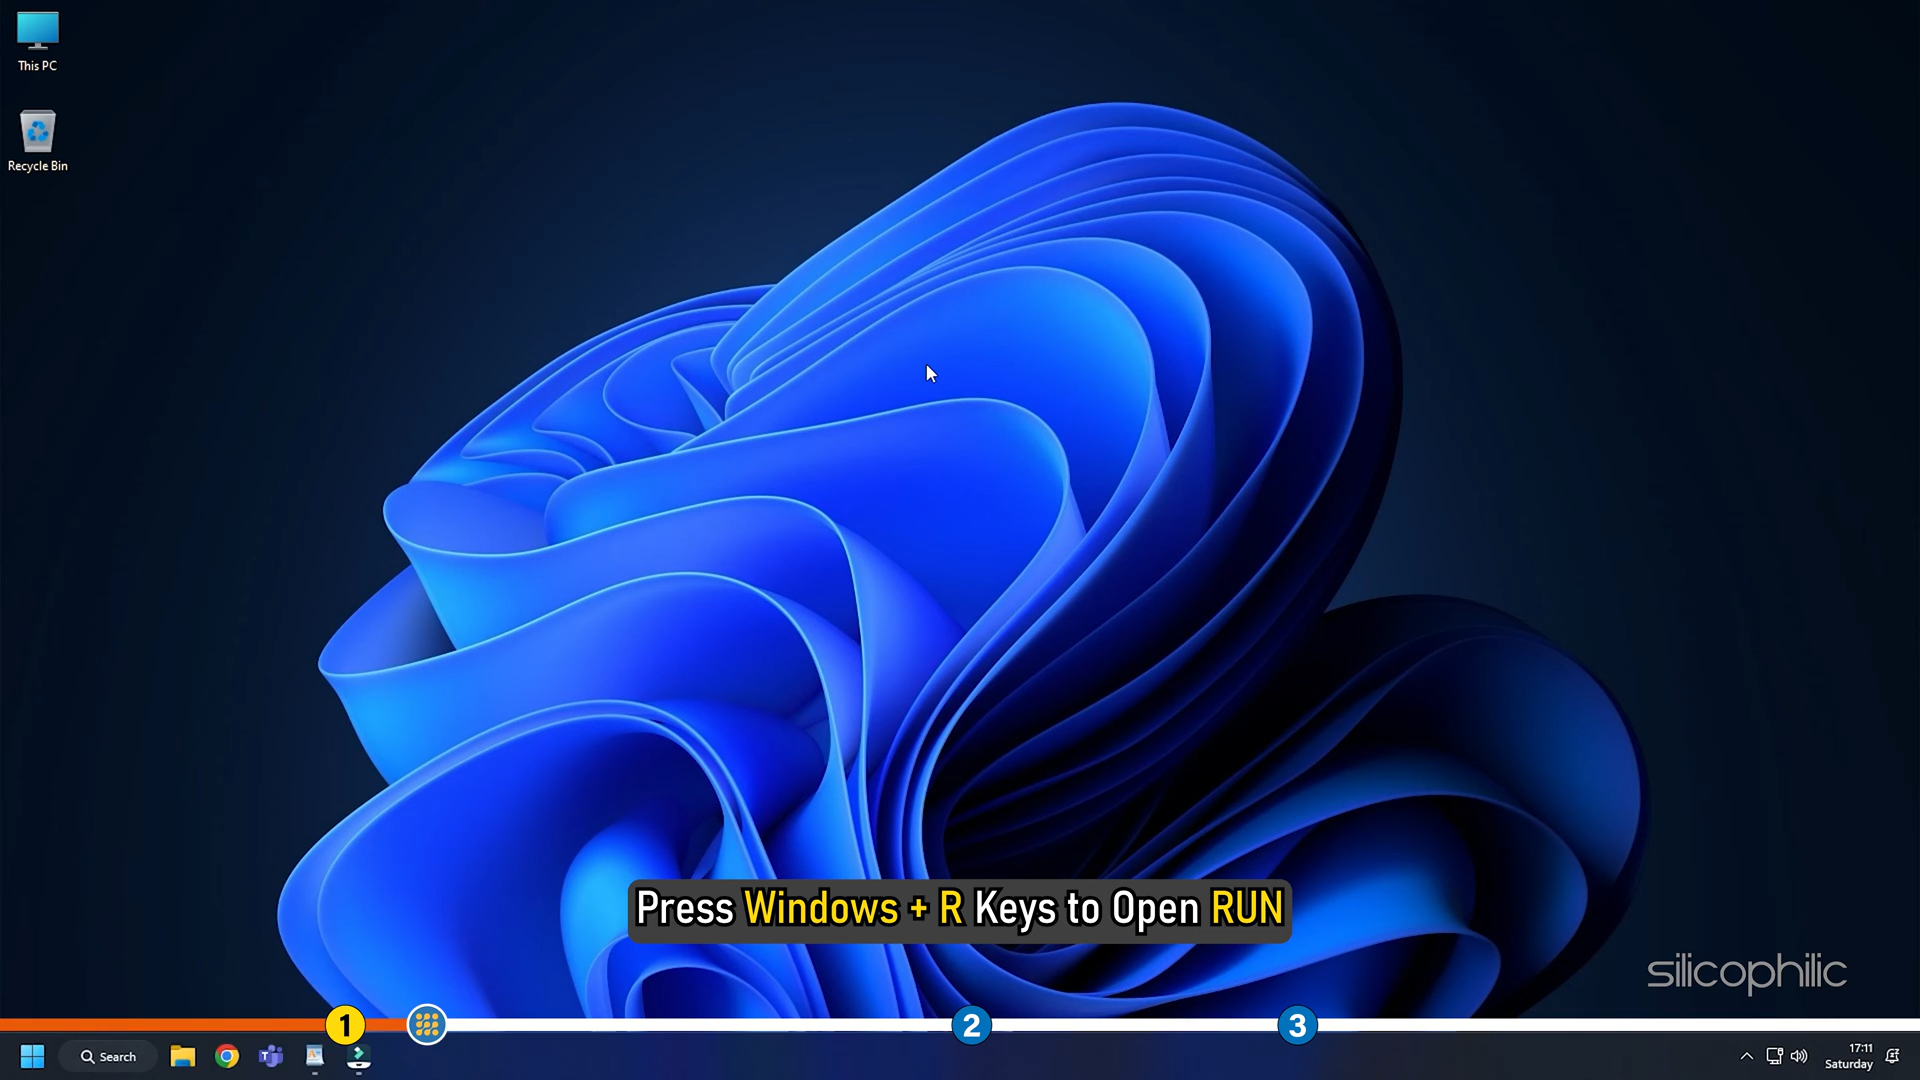 This PC
Recycle Bin
Press Windows + R Keys to Open RUN
silicophilic
1
2
3
Search
17:11
Saturday